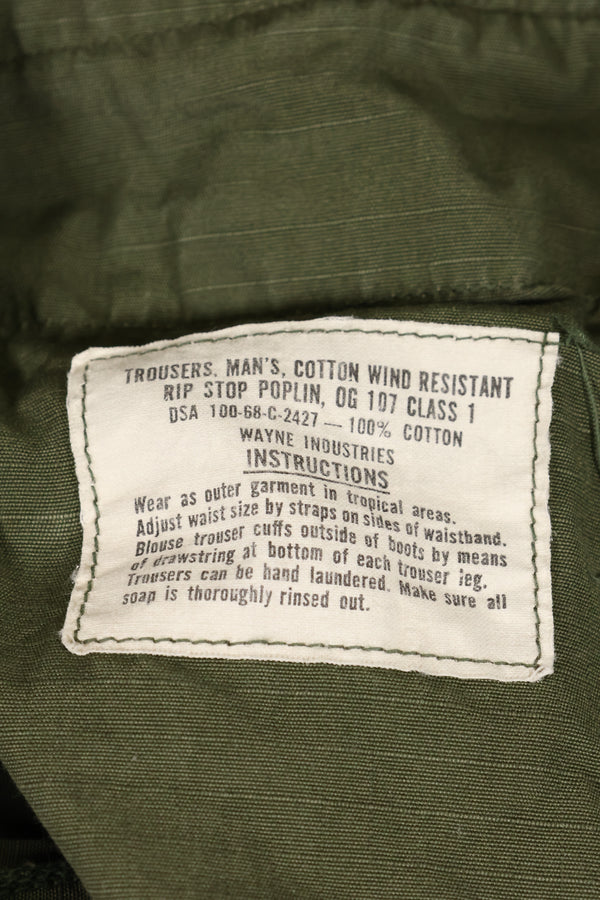 TROUSERS. MAN'S, COTTON WIND RESISTANT
RIP STOP POPLIN, OG 107 CLASS 1
DSA 100-68-C-2427 — 100% COTTON
WAYNE INDUSTRIES
INSTRUCTIONS
Wear as outer garment in tropical areas.
Adjust waist size by straps on sides of waistband.
Blouse trouser cuffs outside of boots by means
of drawstring at bottom of each trouser leg.
Trousers can be hand laundered. Make sure all
soap is thoroughly rinsed out.